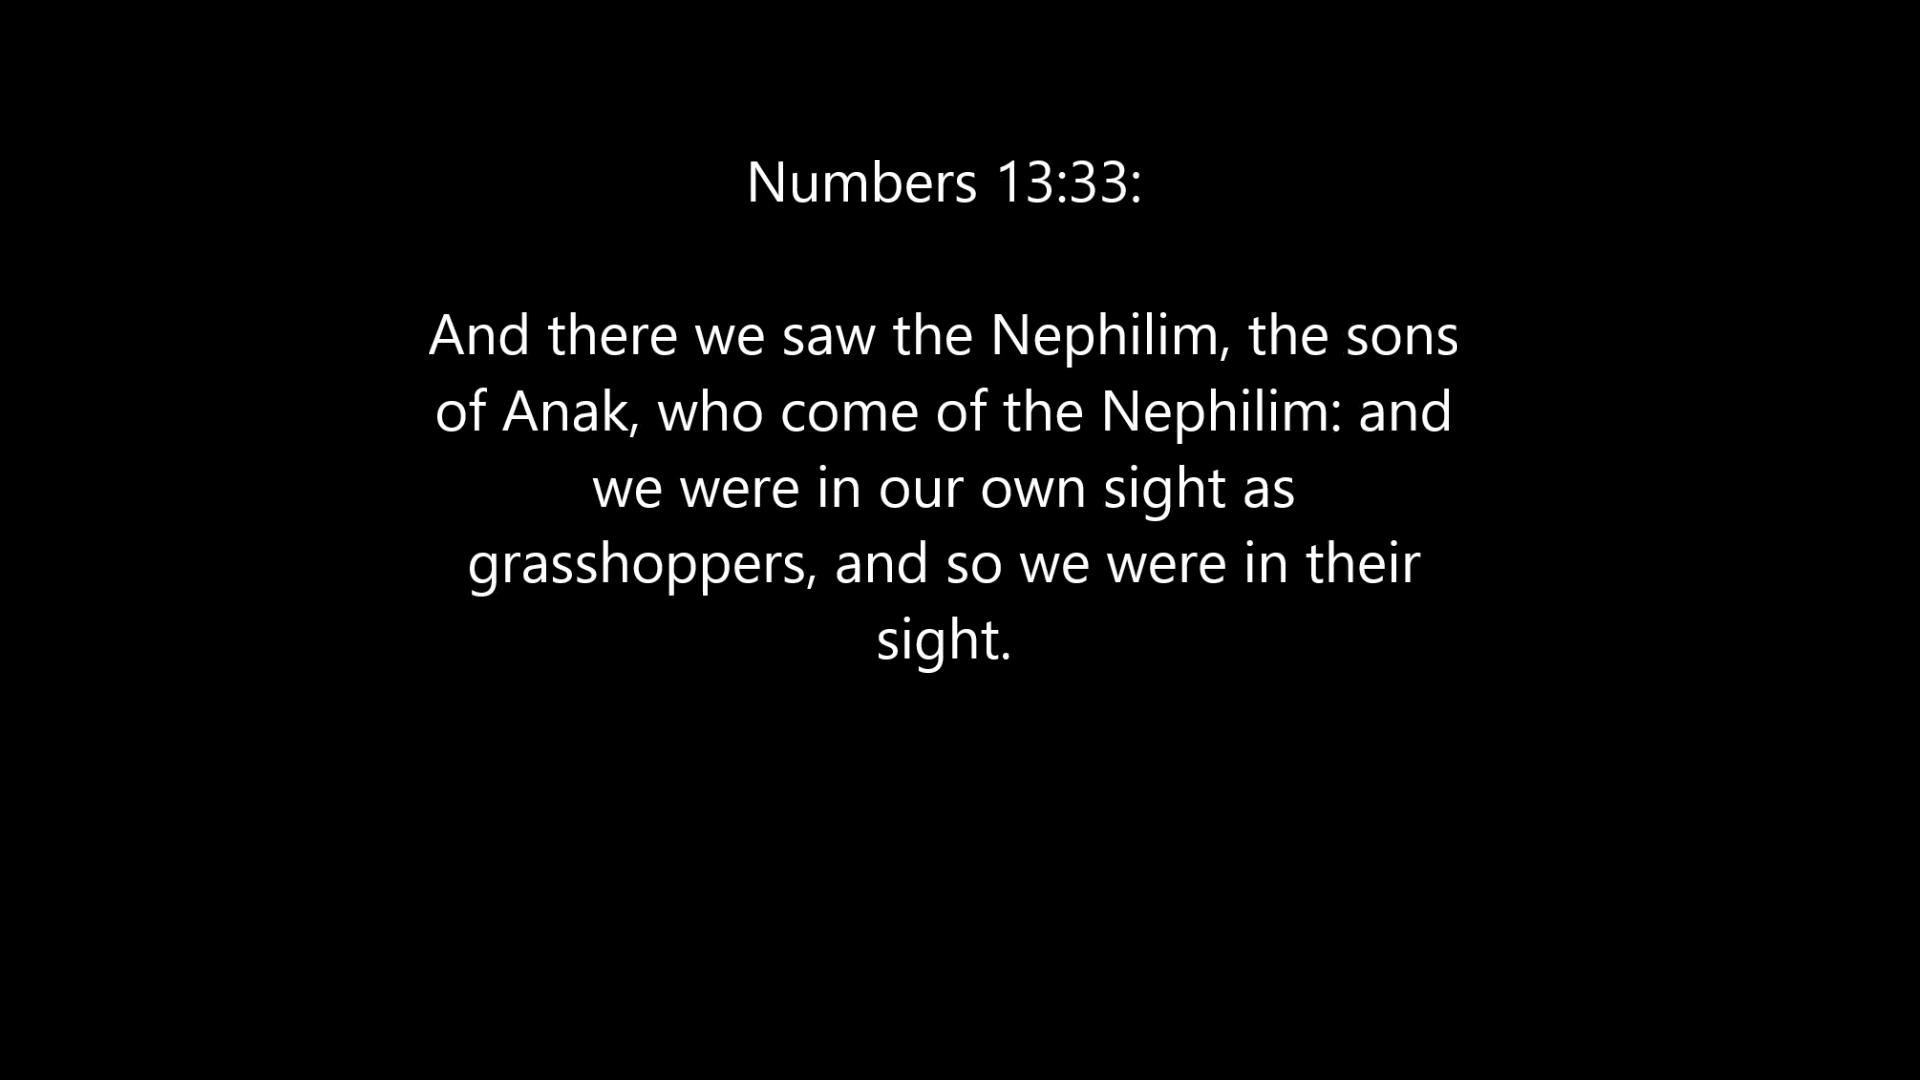 Numbers 13:33:
And there we saw the Nephilim, the sons
of Anak, who come of the Nephilim: and
we were in our own sight as
grasshoppers, and so we were in their
sight.